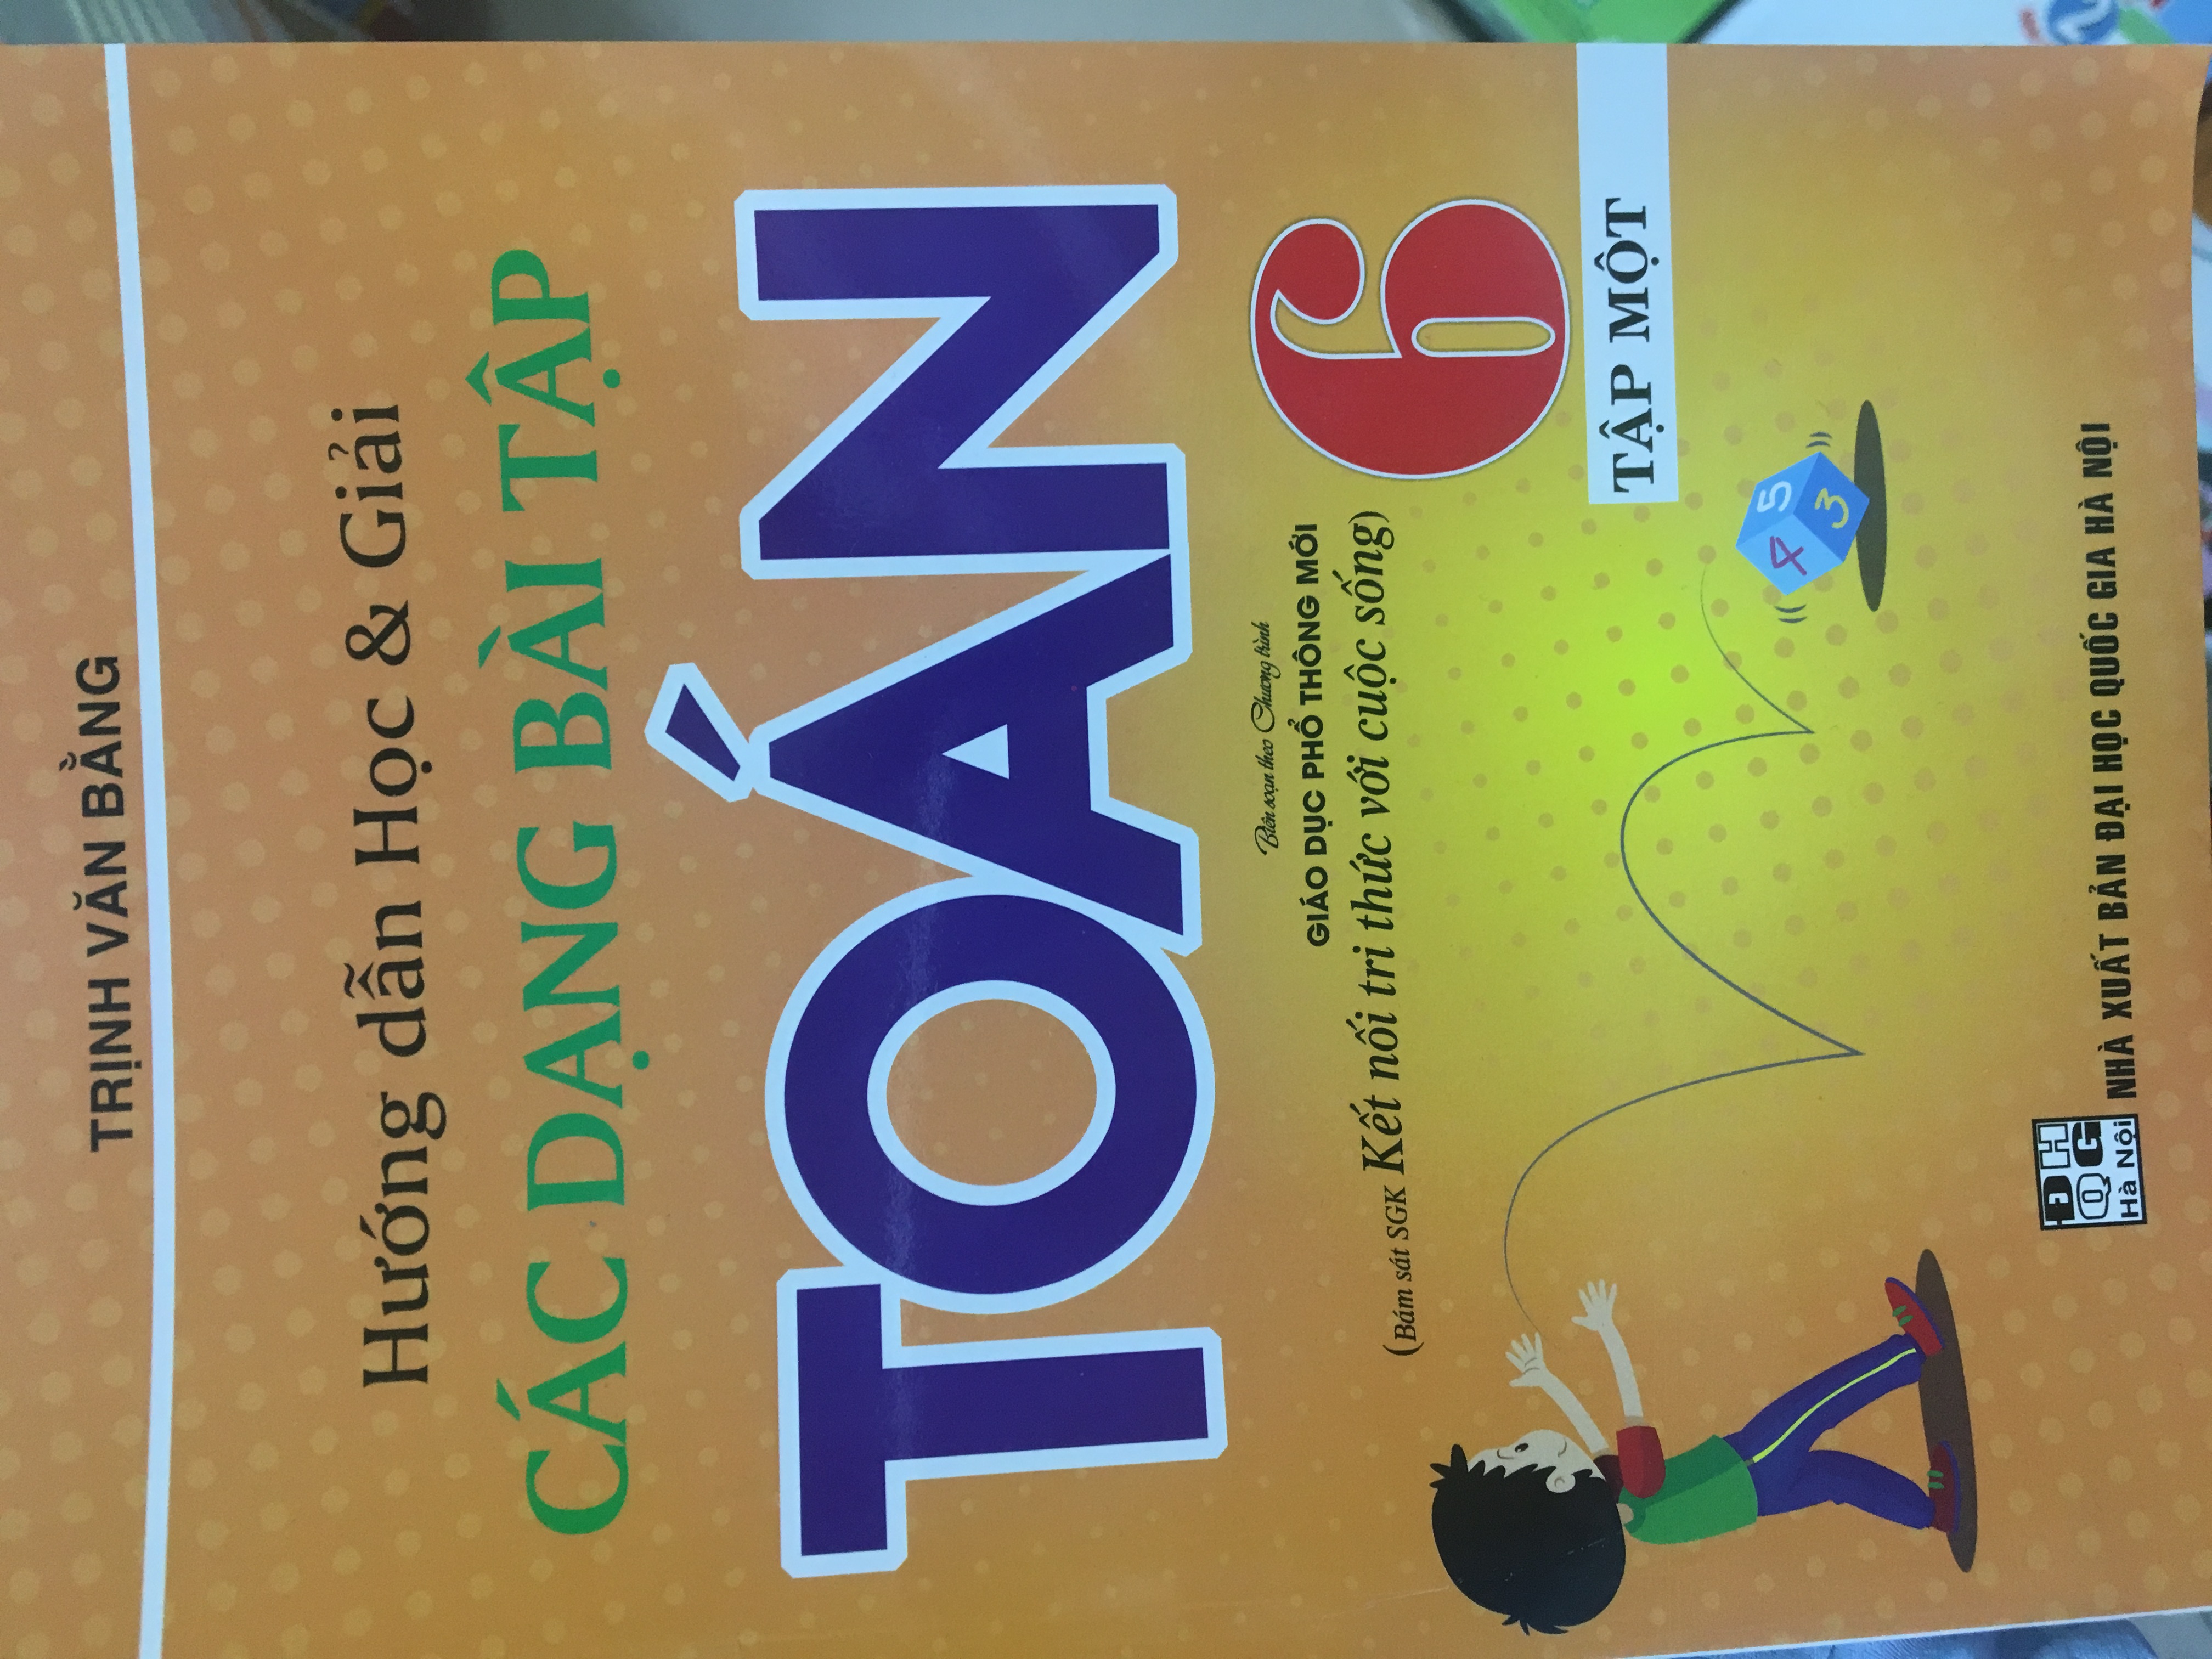 TRỊNH VĂN BẰNG
Hướng dẫn Học & Giải
CÁC DẠNG BÀI TẬP
TOÁN
Biên soạn theo Chương trình
GIÁO DỤC PHỔ THÔNG MỚI
(Bám sát SGK Kết nối tri thức với cuộc sống)
6
TẬP MỘT
4 5
3
ĐH
QG
Hà Nội
NHÀ XUẤT BẢN ĐẠI HỌC QUỐC GIA HÀ NỘI